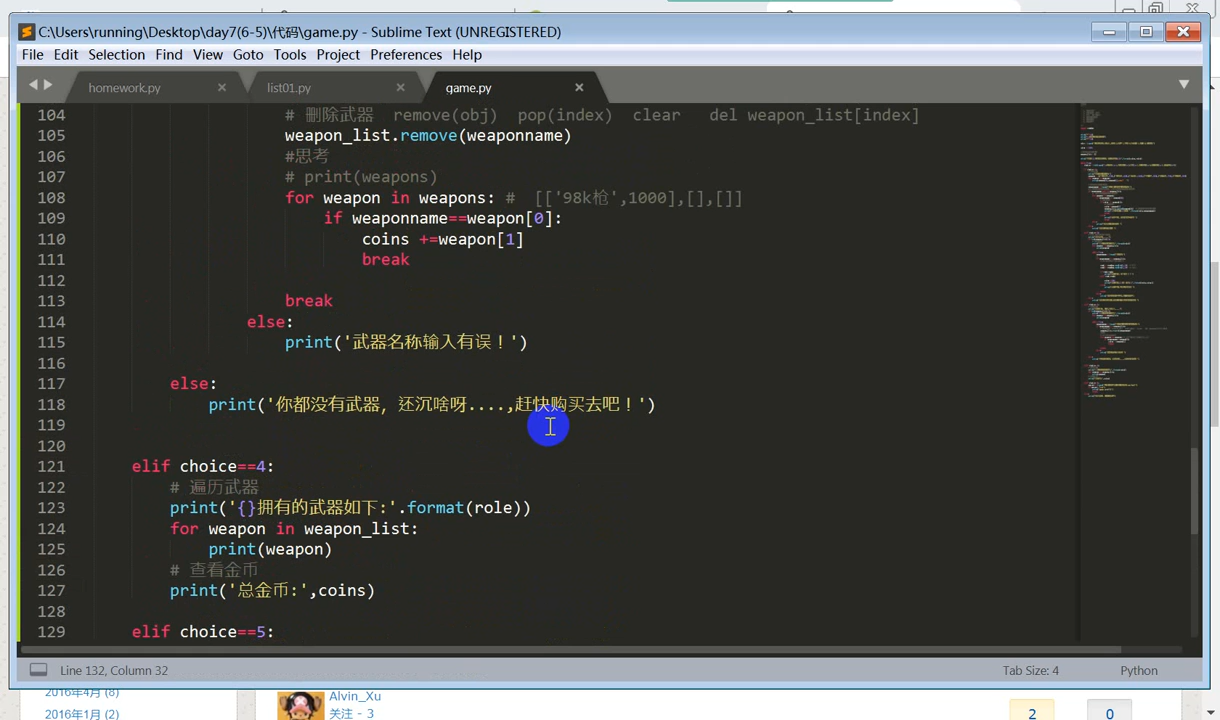 C:\Users\running\Desktop\day7(6-5)\代码\game.py - Sublime Text (UNREGISTERED)
File Edit Selection Find View Goto Tools Project Preferences Help
homework.py list01.py game.py
104 # 删除武器 remove(obj) pop(index) clear del weapon_list[index]
105 weapon_list.remove(weaponname)
106 #思考
107 # print(weapons)
108 for weapon in weapons: # [['98k枪',1000],[],[]]
109 if weaponname==weapon[0]:
110 coins +=weapon[1]
111 break
112
113 break
114 else:
115 print('武器名称输入有误！')
116
117 else:
118 print('你都没有武器，还沉啥呀....,赶快购买去吧！')
119
120
121 elif choice==4:
122 # 遍历武器
123 print('{}拥有的武器如下:'.format(role))
124 for weapon in weapon_list:
125 print(weapon)
126 # 查看金币
127 print('总金币:',coins)
128
129 elif choice==5:
Line 132, Column 32 Tab Size: 4 Python
2016年4月 (8)
Alvin_Xu
2016年1月 (2)
关注 - 3
2 0